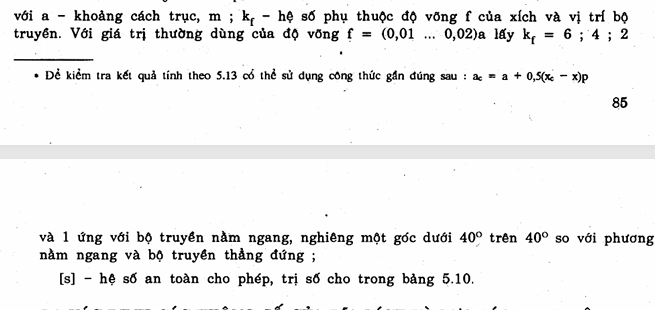 với a – khoảng cách trục, m ; kf – hệ số phụ thuộc độ võng f của xích và vị trí bộ
truyền. Với giá trị thường dùng của độ võng f = (0,01 ... 0,02)a lấy kf = 6 ; 4 ; 2
• Để kiểm tra kết quả tính theo 5.13 có thể sử dụng công thức gần đúng sau : ac = a + 0,5(xc – x)p
85
và 1 ứng với bộ truyền nằm ngang, nghiêng một góc dưới 40° trên 40° so với phương
nằm ngang và bộ truyền thẳng đứng ;
[s] – hệ số an toàn cho phép, trị số cho trong bảng 5.10.